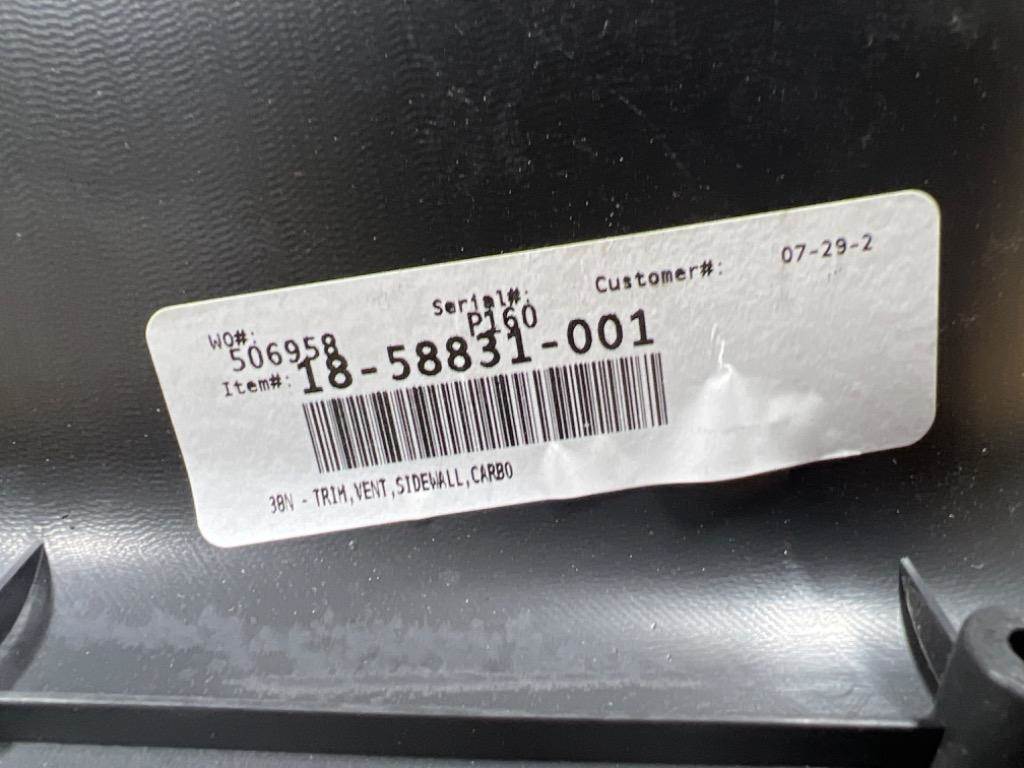 WO#: Serial#: Customer#: 07-29-2
506958 P160
Item#: 18-58831-001
38N - TRIM,VENT,SIDEWALL,CARBO